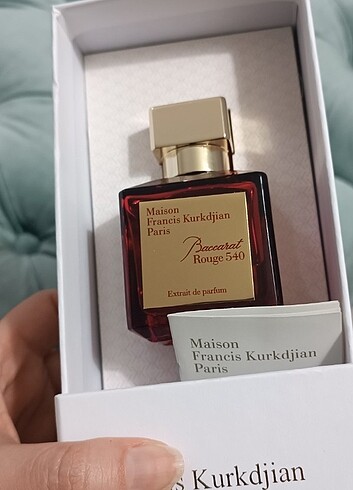 Maison
Francis Kurkdjian
Paris
Baccarat
Rouge 540
Extrait de parfum
Maison
Francis Kurkdjian
Paris
Kurkdjian